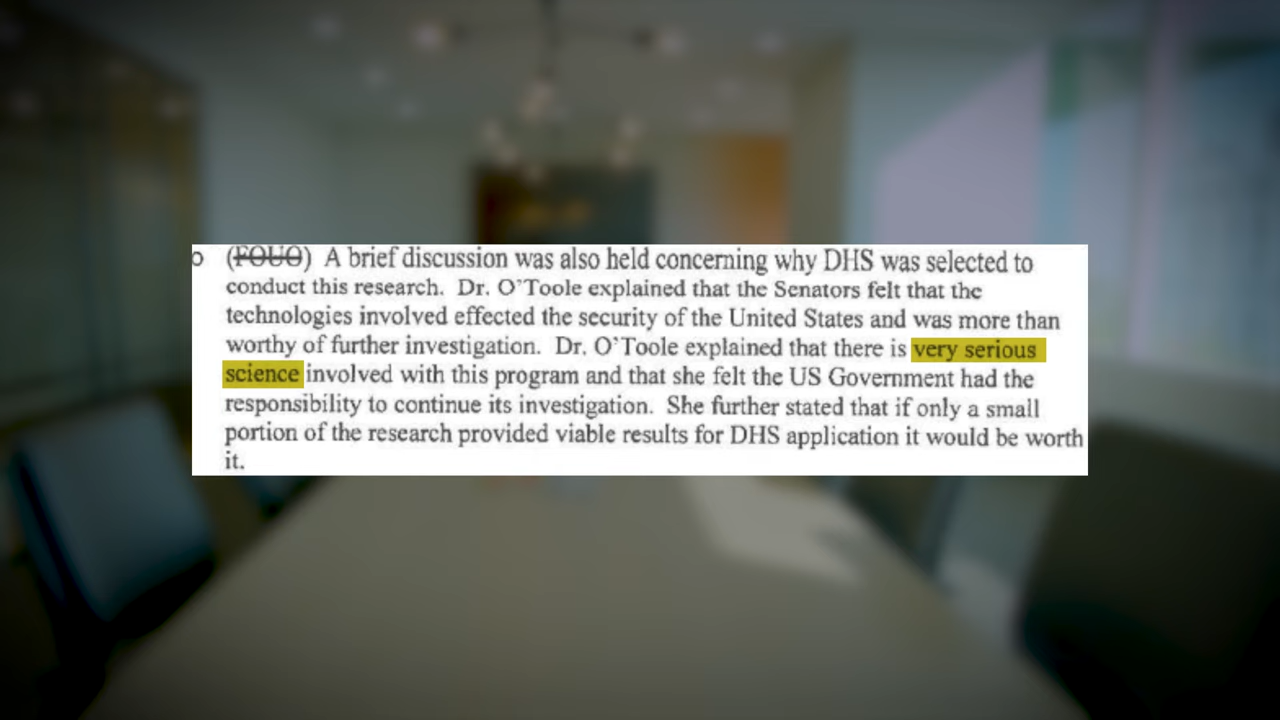 o (FOUO) A brief discussion was also held concerning why DHS was selected to
conduct this research. Dr. O'Toole explained that the Senators felt that the
technologies involved effected the security of the United States and was more than
worthy of further investigation. Dr. O'Toole explained that there is very serious
science involved with this program and that she felt the US Government had the
responsibility to continue its investigation. She further stated that if only a small
portion of the research provided viable results for DHS application it would be worth
it.